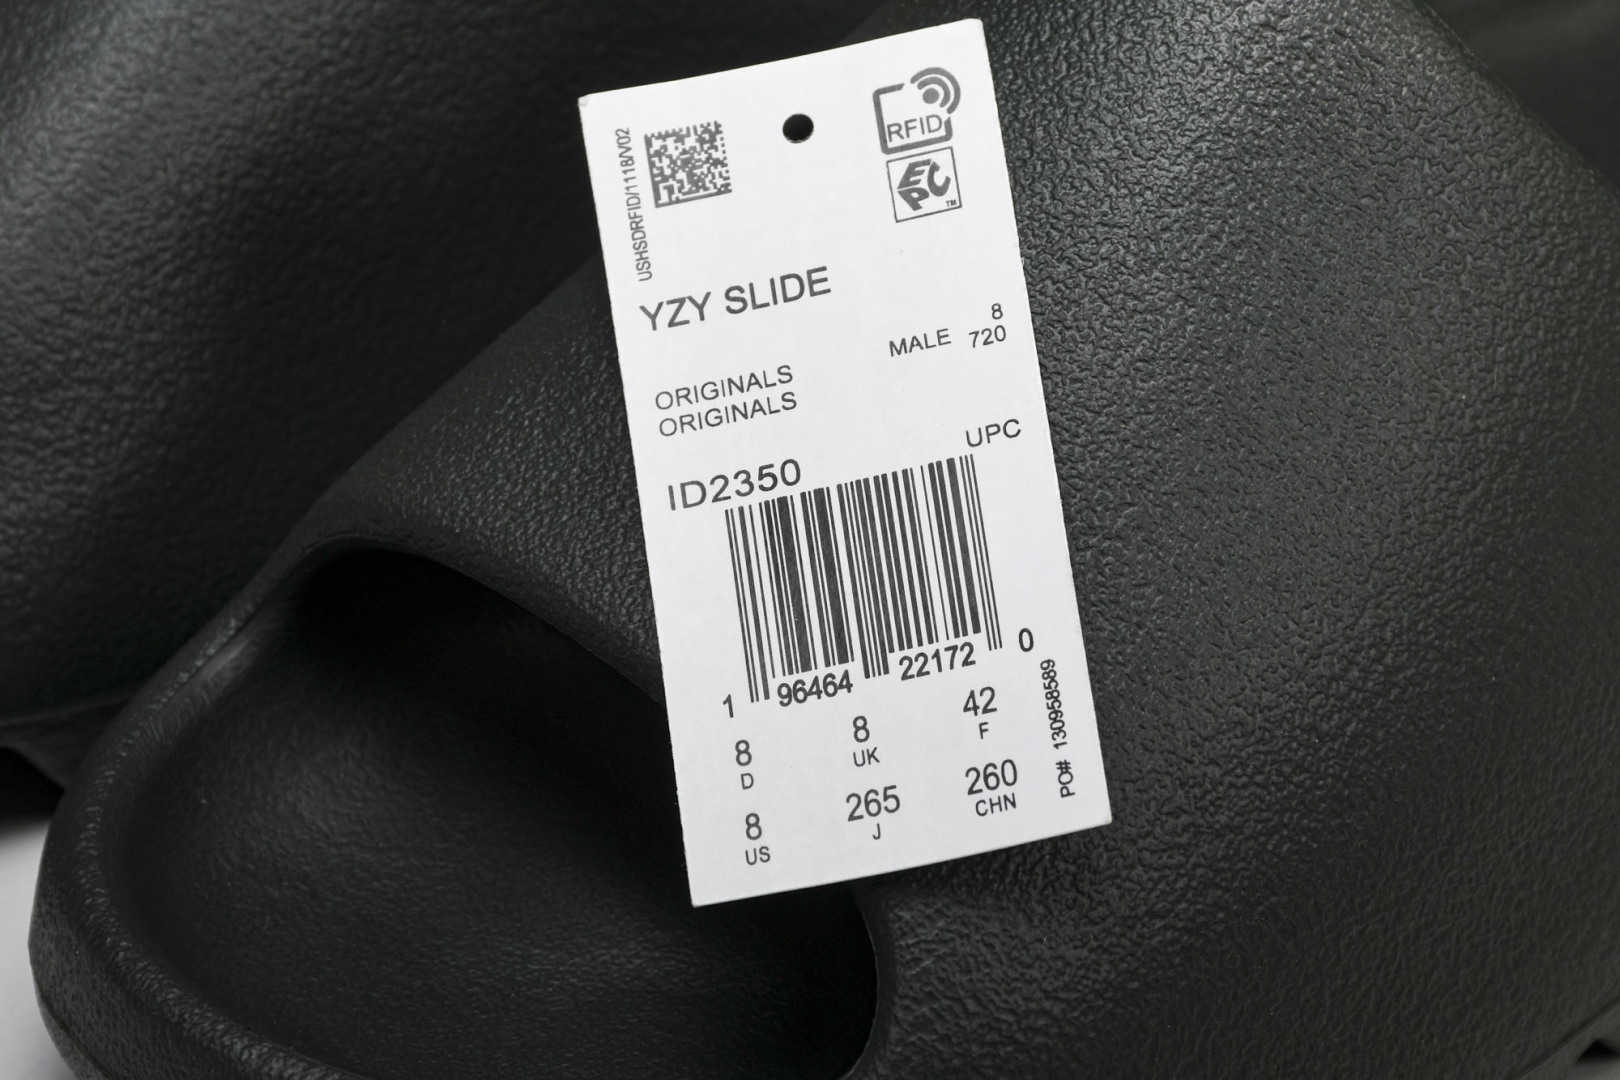 USHSDRFID/1118/V02
RFID
EPC™
YZY SLIDE
8
MALE 720
ORIGINALS
ORIGINALS
UPC
ID2350
1 96464 22172 0
8 8 42
D UK F
8 265 260
US J CHN
PO# 130958589